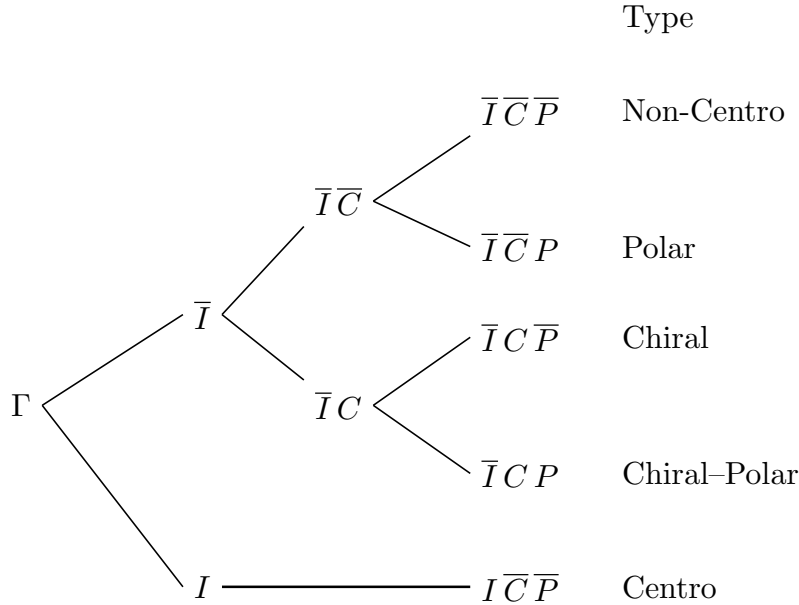 Type
I̅ C̅ P̅ Non-Centro
I̅ C̅
I̅ C̅ P Polar
I̅
I̅ C P̅ Chiral
Γ
I̅ C
I̅ C P Chiral–Polar
I
I C̅ P̅ Centro